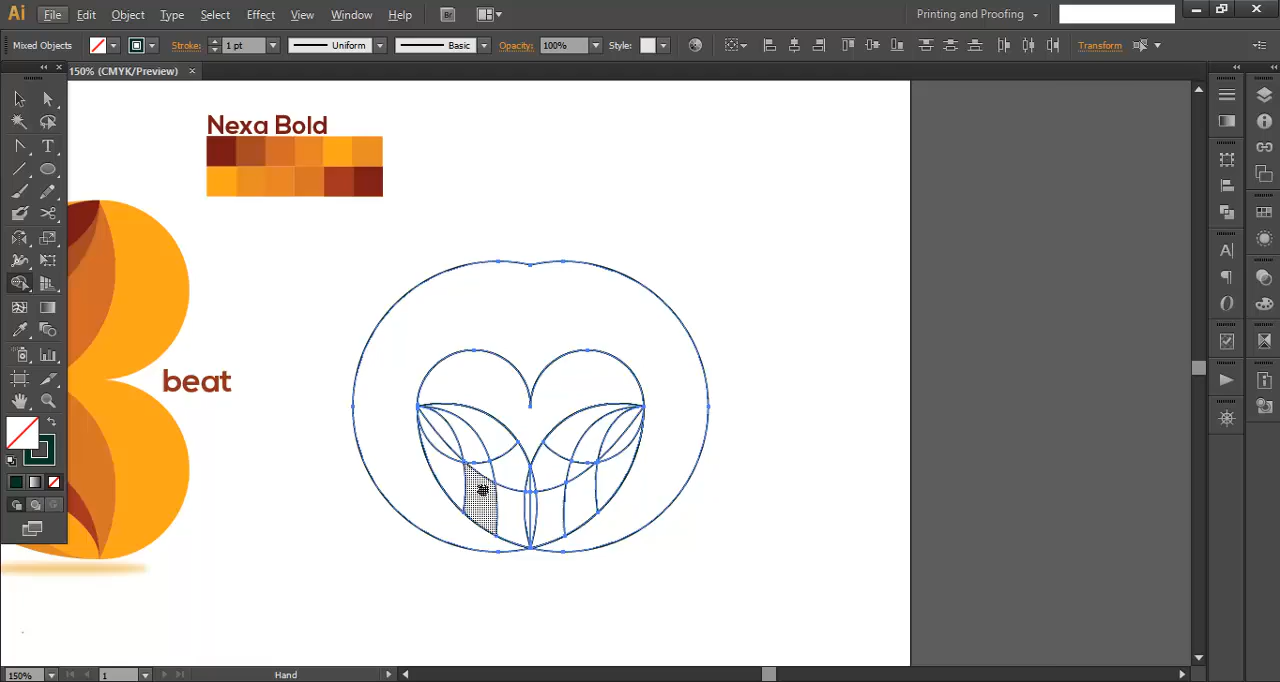 Ai File Edit Object Type Select Effect View Window Help Br Printing and Proofing
Mixed Objects Stroke: 1 pt Uniform Basic Opacity: 100% Style: Transform
150% (CMYK/Preview) ×
Nexa Bold
beat
150% 1 Hand